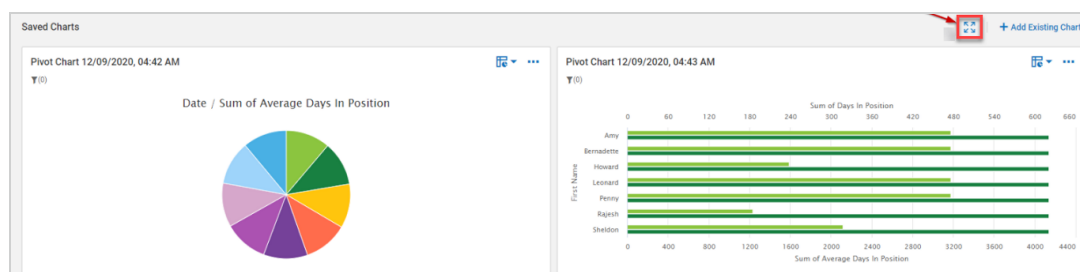 Saved Charts
+ Add Existing Chart
Pivot Chart 12/09/2020, 04:42 AM
(0)
Date / Sum of Average Days In Position
Pivot Chart 12/09/2020, 04:43 AM
(0)
Sum of Days In Position
0 60 120 180 240 300 360 420 480 540 600 660
First Name
Amy
Bernadette
Howard
Leonard
Penny
Rajesh
Sheldon
0 400 800 1200 1600 2000 2400 2800 3200 3600 4000 4400
Sum of Average Days In Position